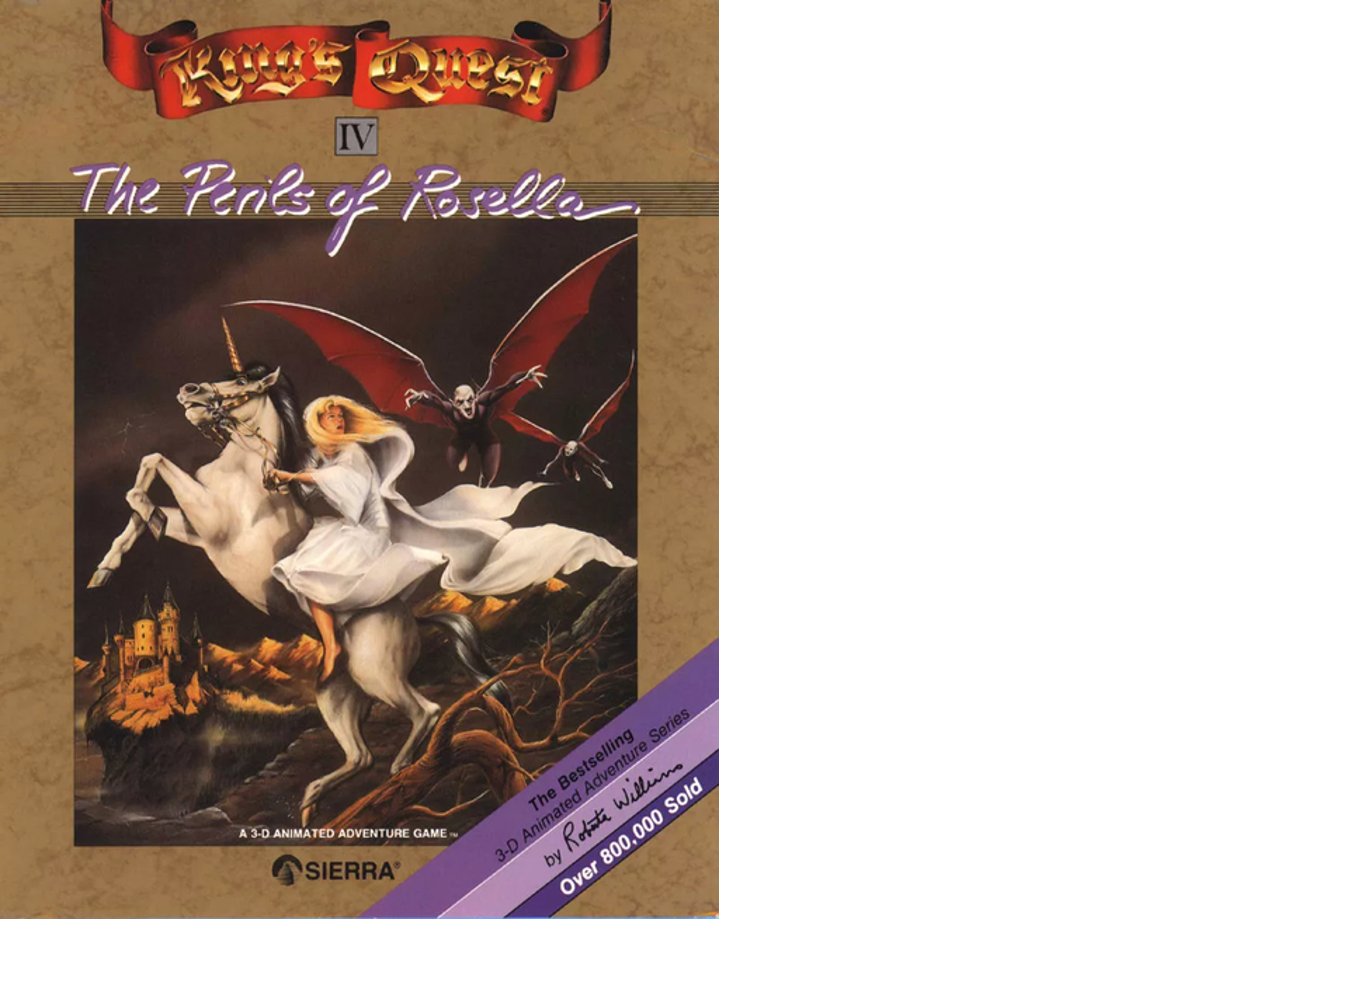 King's Quest
IV
The Perils of Rosella
The Bestselling
3-D Animated Adventure Series
by Roberta Williams
Over 800,000 Sold
A 3-D ANIMATED ADVENTURE GAME™
SIERRA®